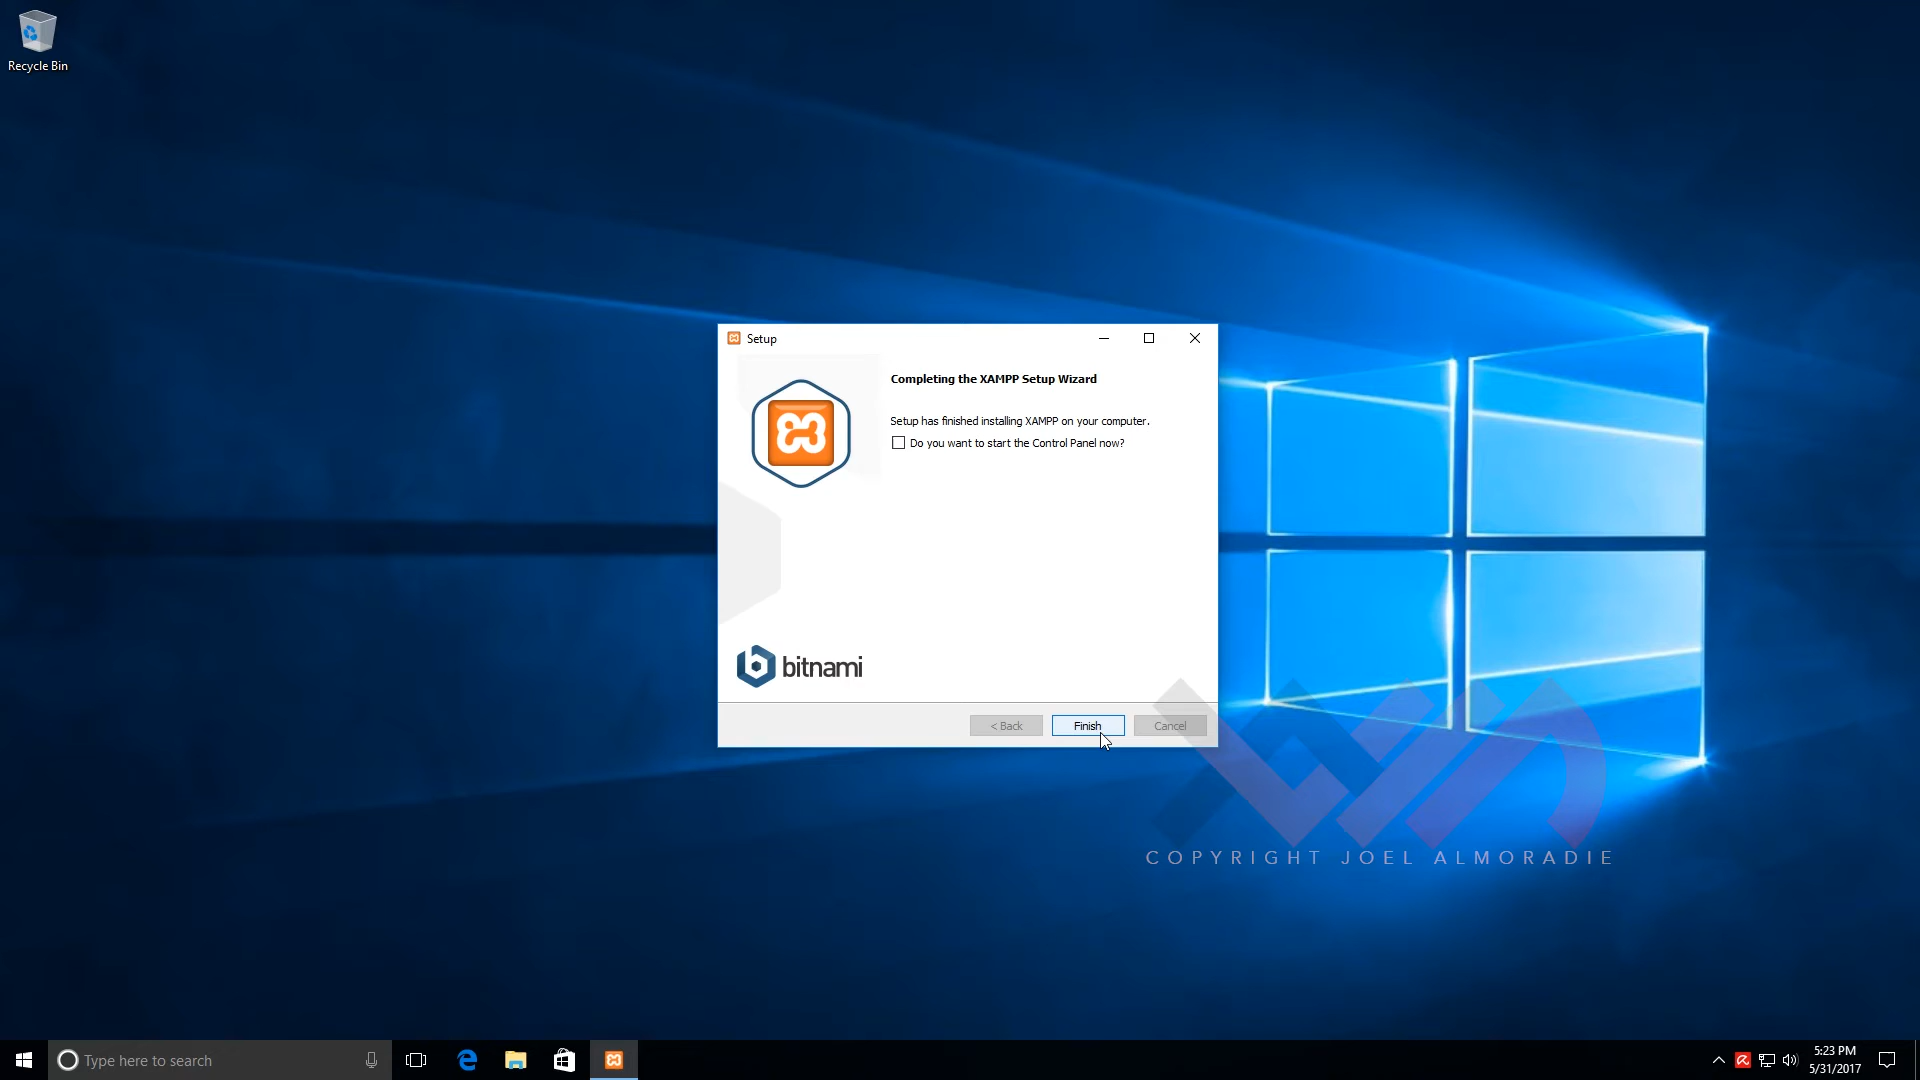 Recycle Bin
Setup
Completing the XAMPP Setup Wizard
Setup has finished installing XAMPP on your computer.
Do you want to start the Control Panel now?
bitnami
< Back
Finish
Cancel
COPYRIGHT JOEL ALMORADIE
Type here to search
5:23 PM
5/31/2017